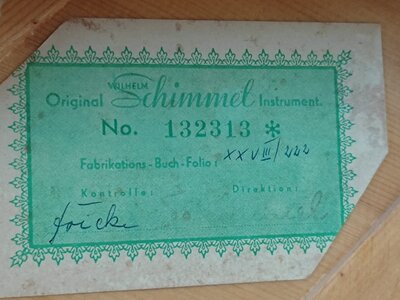 WILHELM
Original Schimmel Instrument.
No. 132313 *
Fabrikations-Buch-Folio: XXVIII/222
Kontrolle: Direktion: